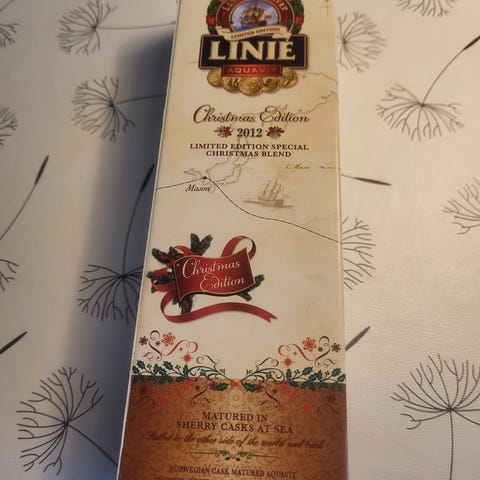 LIMITED EDITION
LINIE
AQUAVIT
Christmas Edition
2012
LIMITED EDITION SPECIAL
CHRISTMAS BLEND
Mason
Christmas
Edition
MATURED IN
SHERRY CASKS AT SEA
Sailed to the other side of the world and back
NORWEGIAN CASK MATURED AQUAVIT